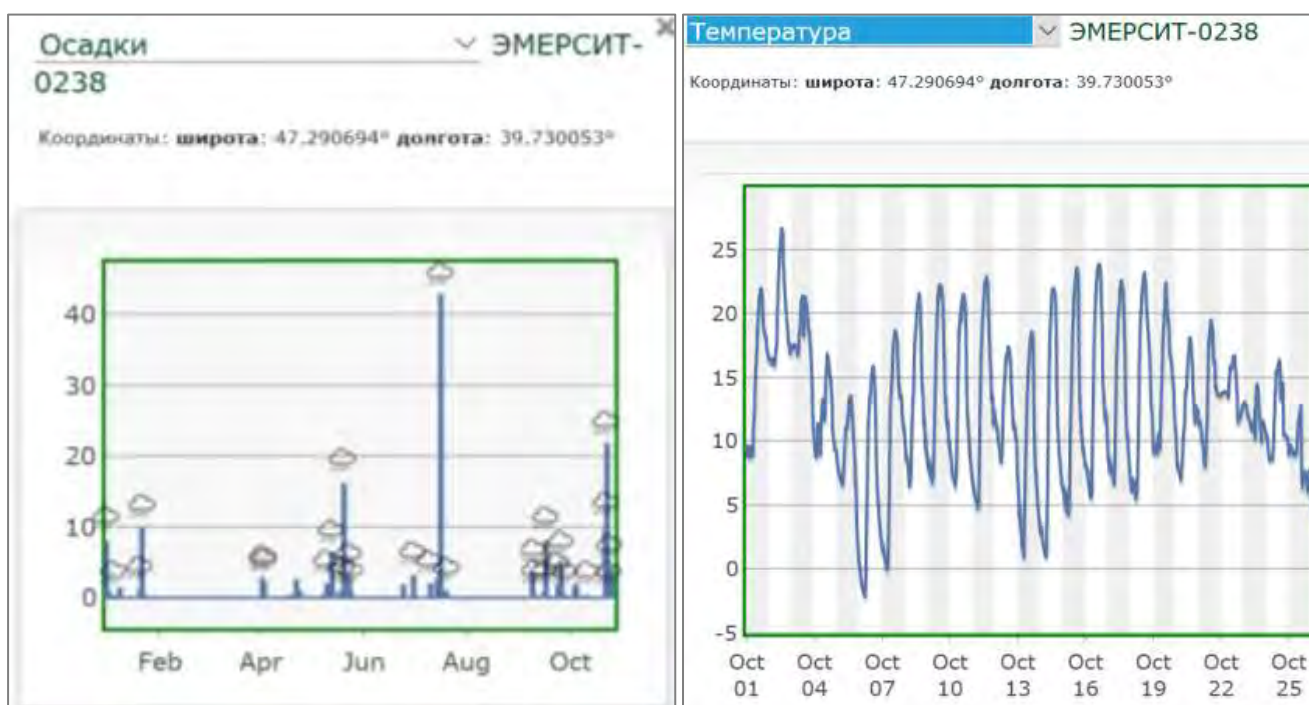 Осадки ЭМЕРСИТ-
0238
Координаты: широта: 47.290694° долгота: 39.730053°
40
30
20
10
0
Feb Apr Jun Aug Oct
Температура ЭМЕРСИТ-0238
Координаты: широта: 47.290694° долгота: 39.730053°
25
20
15
10
5
0
-5
Oct Oct Oct Oct Oct Oct Oct Oct Oct
01 04 07 10 13 16 19 22 25